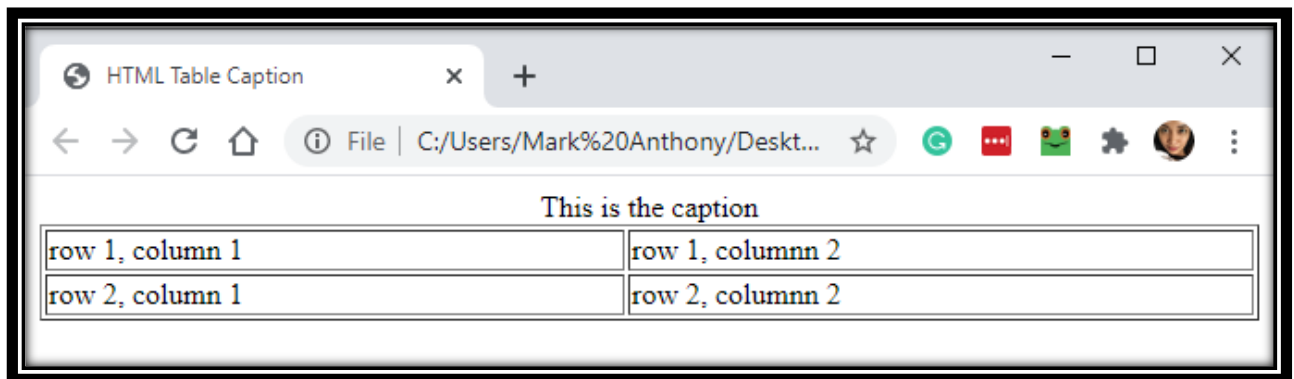 HTML Table Caption
File | C:/Users/Mark%20Anthony/Deskt...
This is the caption
row 1, column 1 row 1, columnn 2
row 2, column 1 row 2, columnn 2